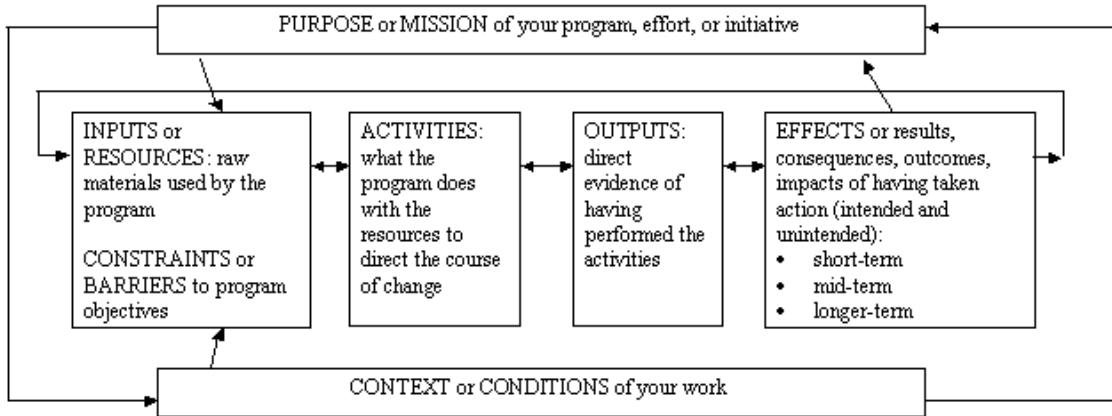 PURPOSE or MISSION of your program, effort, or initiative
INPUTS or
RESOURCES: raw
materials used by the
program
CONSTRAINTS or
BARRIERS to program
objectives
ACTIVITIES:
what the
program does
with the
resources to
direct the course
of change
OUTPUTS:
direct
evidence of
having
performed the
activities
EFFECTS or results,
consequences, outcomes,
impacts of having taken
action (intended and
unintended):
• short-term
• mid-term
• longer-term
CONTEXT or CONDITIONS of your work